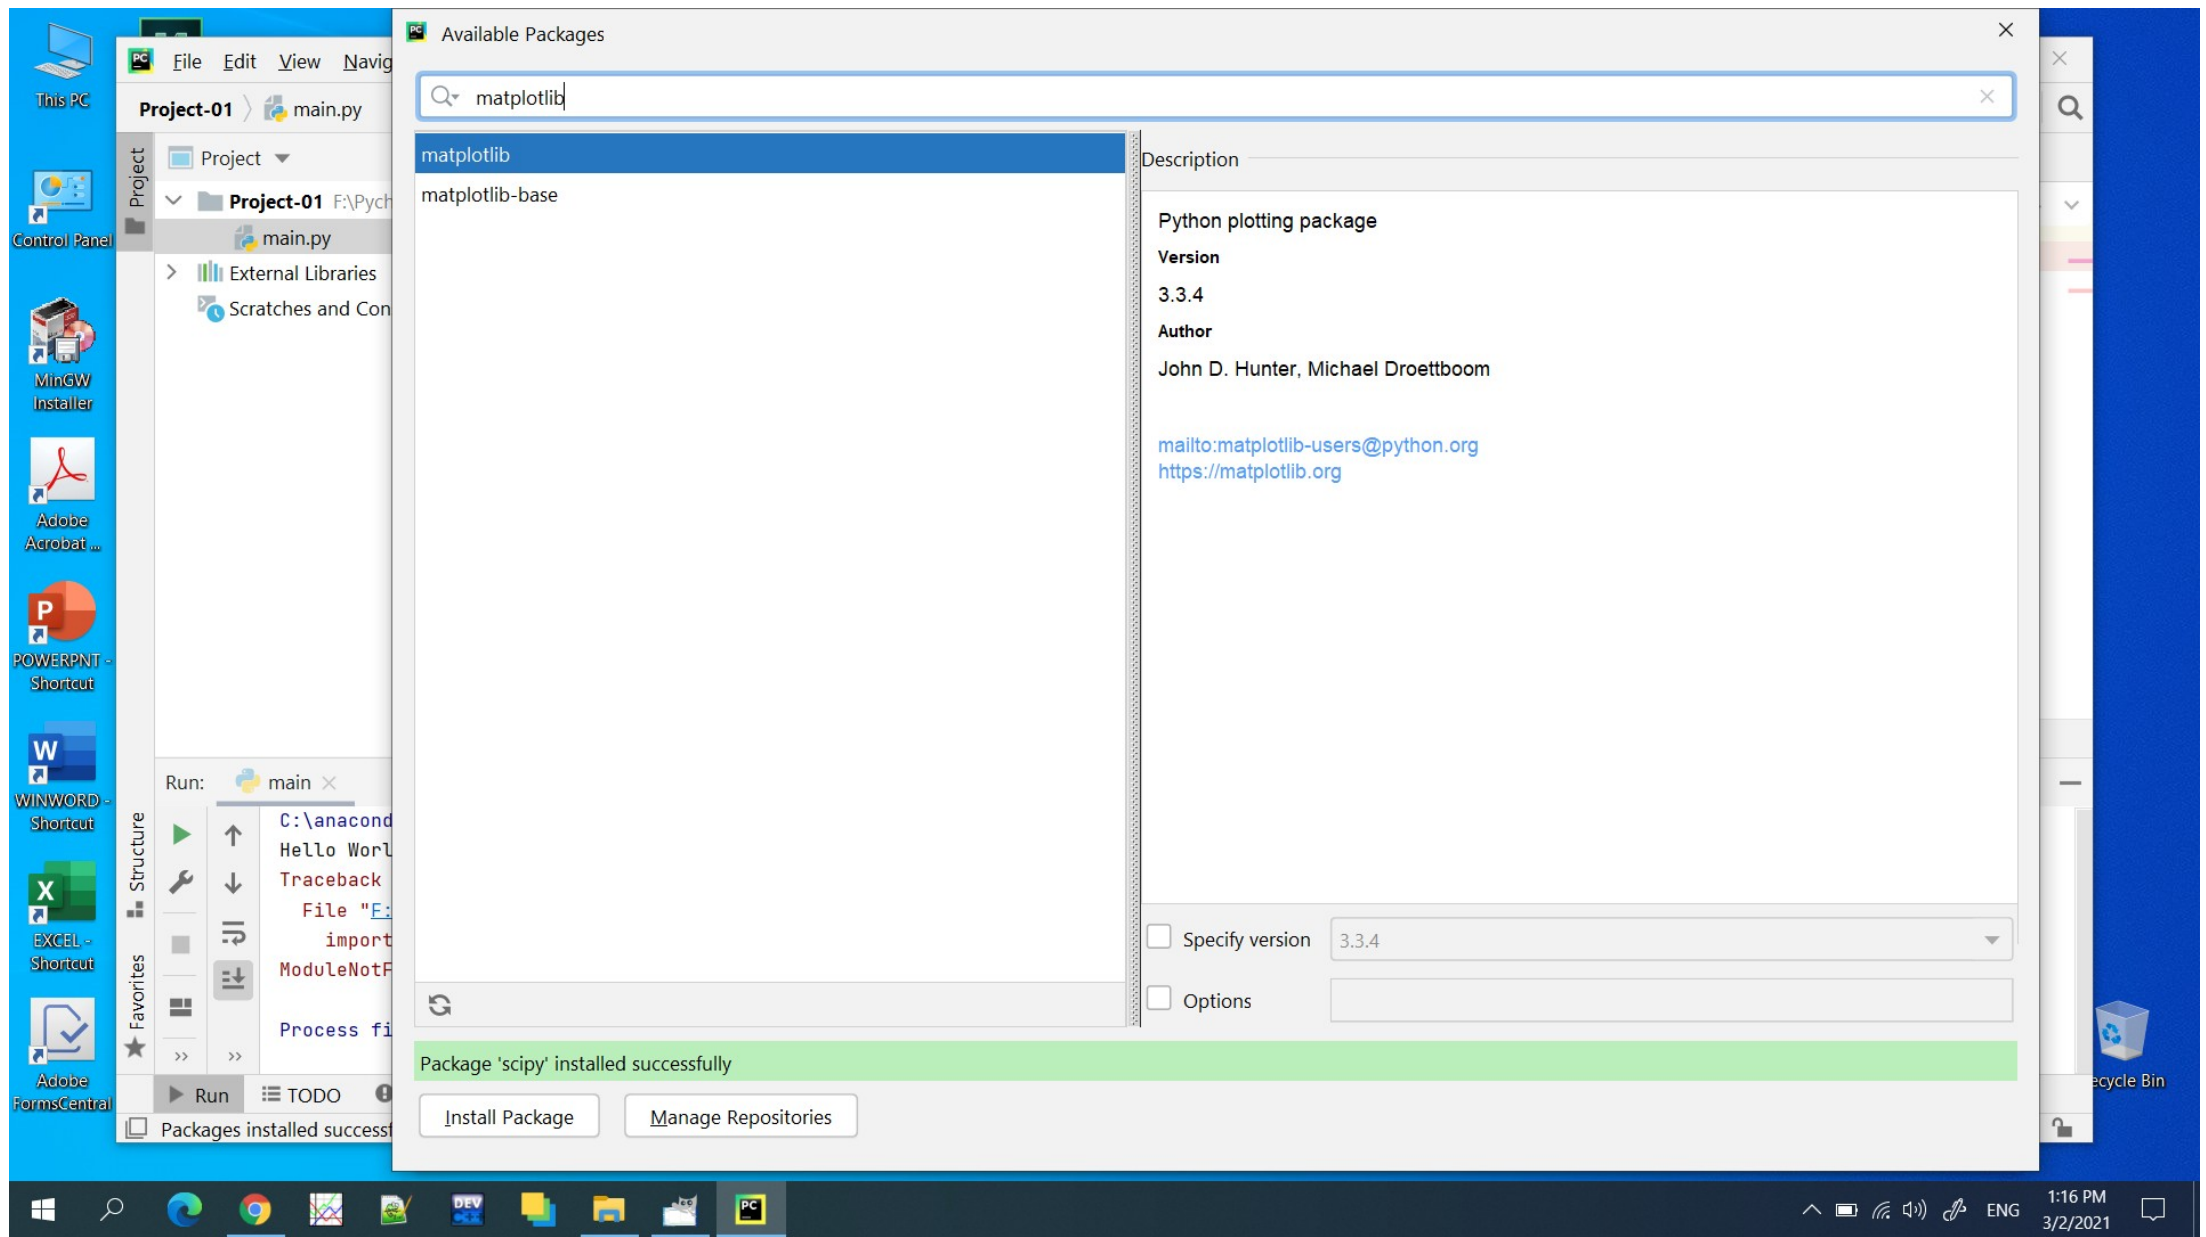 This PC
Control Panel
MinGW
Installer
Adobe
Acrobat ...
POWERPNT -
Shortcut
WINWORD -
Shortcut
EXCEL -
Shortcut
Adobe
FormsCentral
PC
File Edit View Navig
Project-01 main.py
Project
Project
Project-01 F:\Pych
main.py
External Libraries
Scratches and Con
Run: main
C:\anacond
Hello Worl
Traceback
File "F:
import
ModuleNotF
Process fi
Structure
Favorites
Run TODO
Packages installed successf
PC Available Packages
matplotlib
matplotlib
matplotlib-base
Description
Python plotting package
Version
3.3.4
Author
John D. Hunter, Michael Droettboom
mailto:matplotlib-users@python.org
https://matplotlib.org
Specify version 3.3.4
Options
Package 'scipy' installed successfully
Install Package Manage Repositories
ecycle Bin
DEV
PC
ENG
1:16 PM
3/2/2021